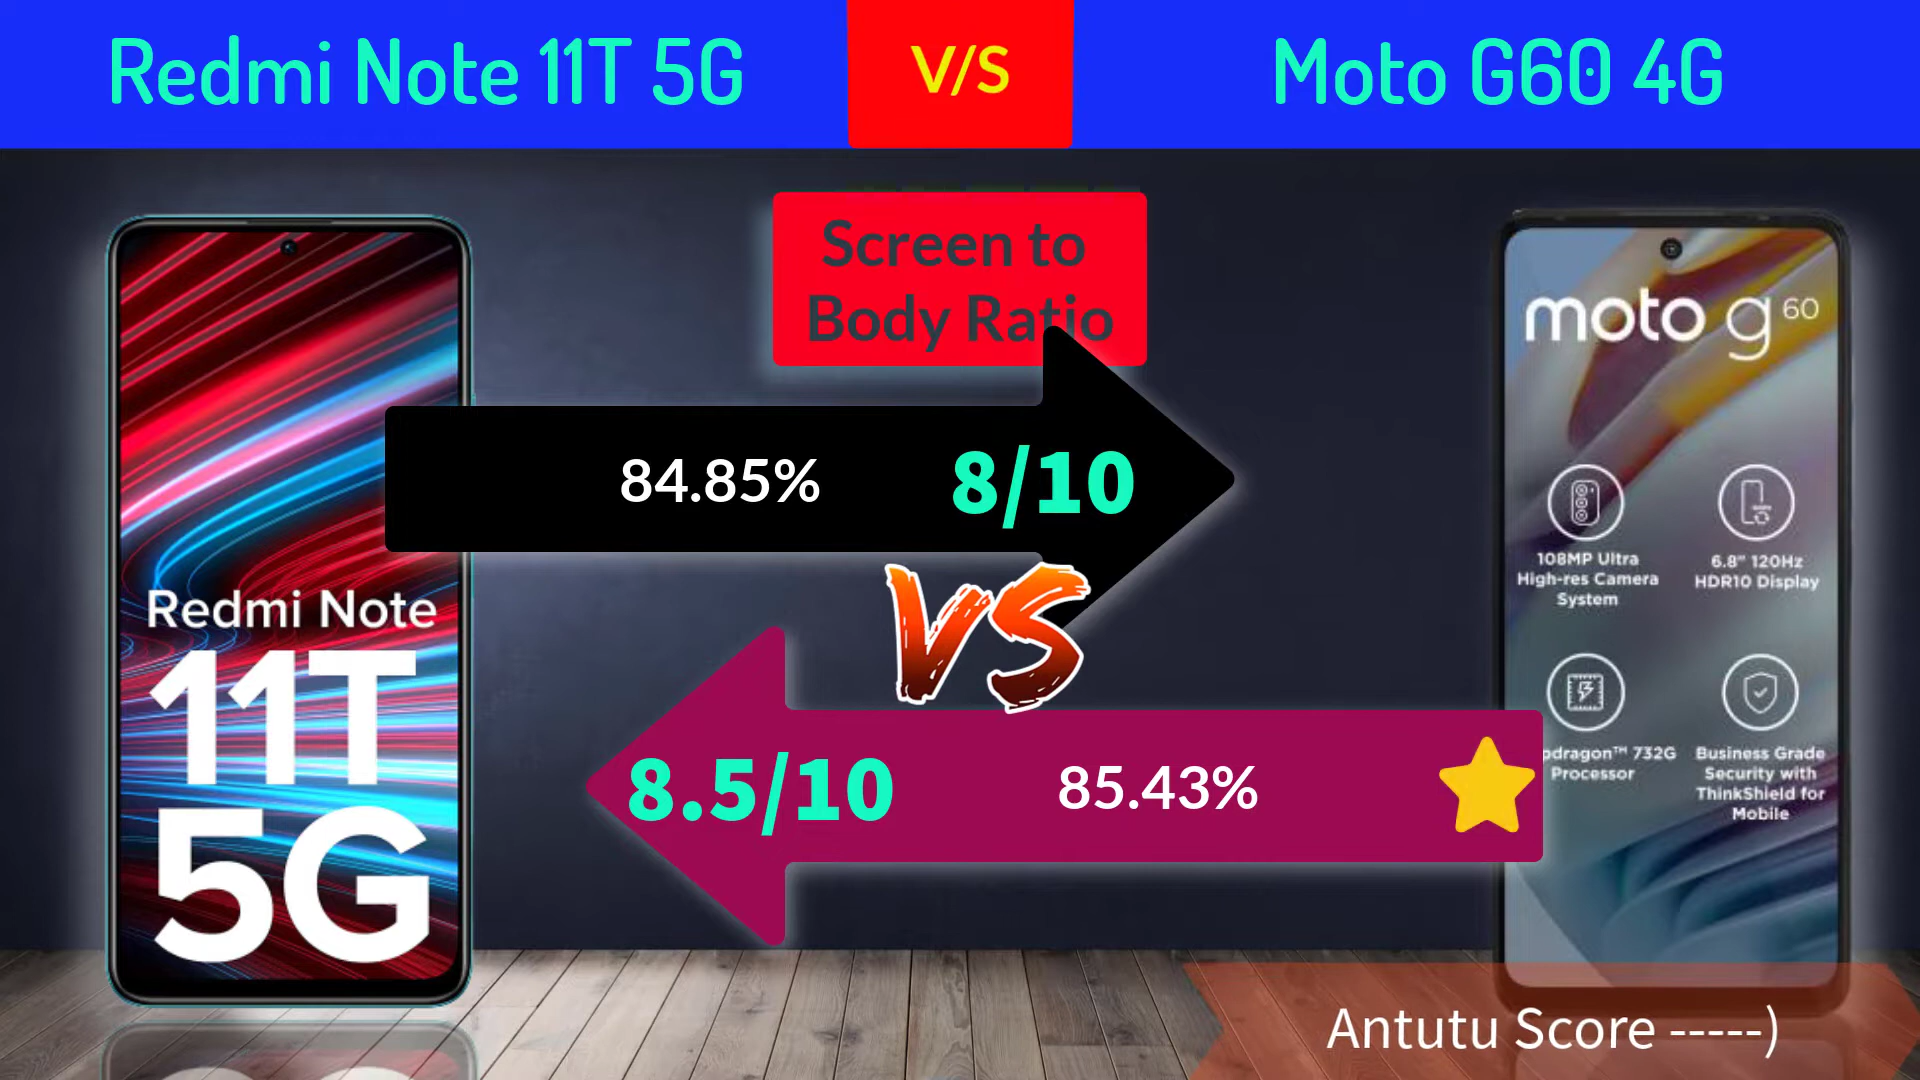 Redmi Note 11T 5G
V/S
Moto G60 4G
Screen to
Body Ratio
84.85%
8/10
VS
8.5/10
85.43%
Redmi Note
11T
5G
moto g 60
108MP Ultra
High-res Camera
System
6.8" 120Hz
HDR10 Display
pdragon™ 732G
Processor
Business Grade
Security with
ThinkShield for
Mobile
Antutu Score -----)